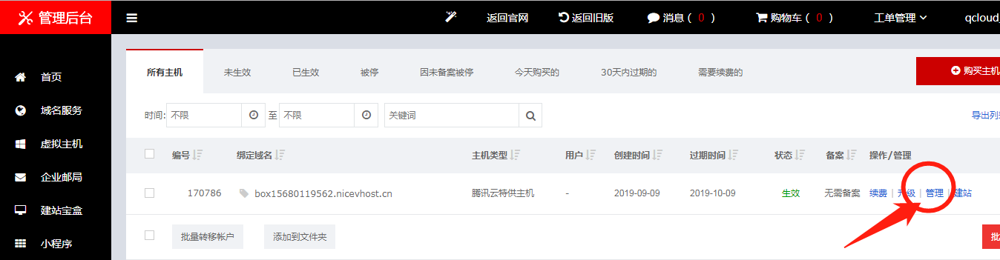 管理后台 返回官网 返回旧版 消息（ 0 ） 购物车（ 0 ） 工单管理 qcloud_
首页
域名服务
虚拟主机
企业邮局
建站宝盒
小程序
所有主机 未生效 已生效 被停 因未备案被停 今天购买的 30天内过期的 需要续费的 购买主机
时间: 不限 至 不限 关键词 导出列表
编号 绑定域名 主机类型 用户 创建时间 过期时间 状态 备案 操作/管理
170786 box15680119562.nicevhost.cn 腾讯云特供主机 - 2019-09-09 2019-10-09 生效 无需备案 续费 | 升级 | 管理 | 建站
批量转移帐户 添加到文件夹 批